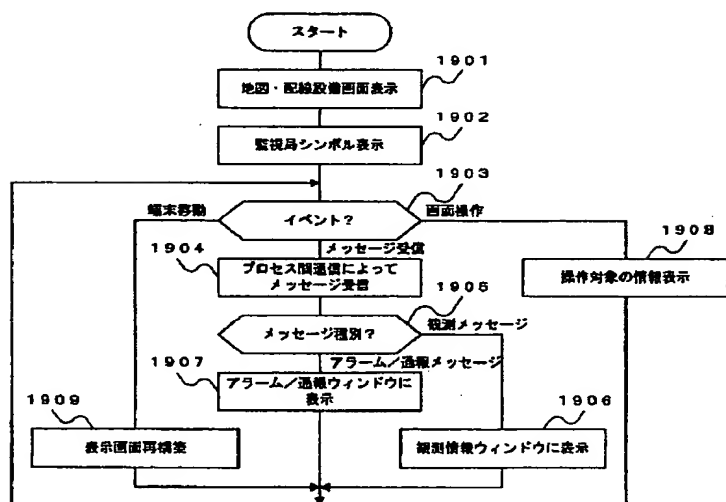 スタート
1901
地図・配線設備画面表示
1902
監視局シンボル表示
1903
端末移動
イベント?
画面操作
メッセージ受信
1904
プロセス間通信によって
メッセージ受信
1908
操作対象の情報表示
1905
メッセージ種別?
観測メッセージ
アラーム/通報メッセージ
1907
アラーム/通報ウィンドウに
表示
1909
表示画面再構築
1906
観測情報ウィンドウに表示